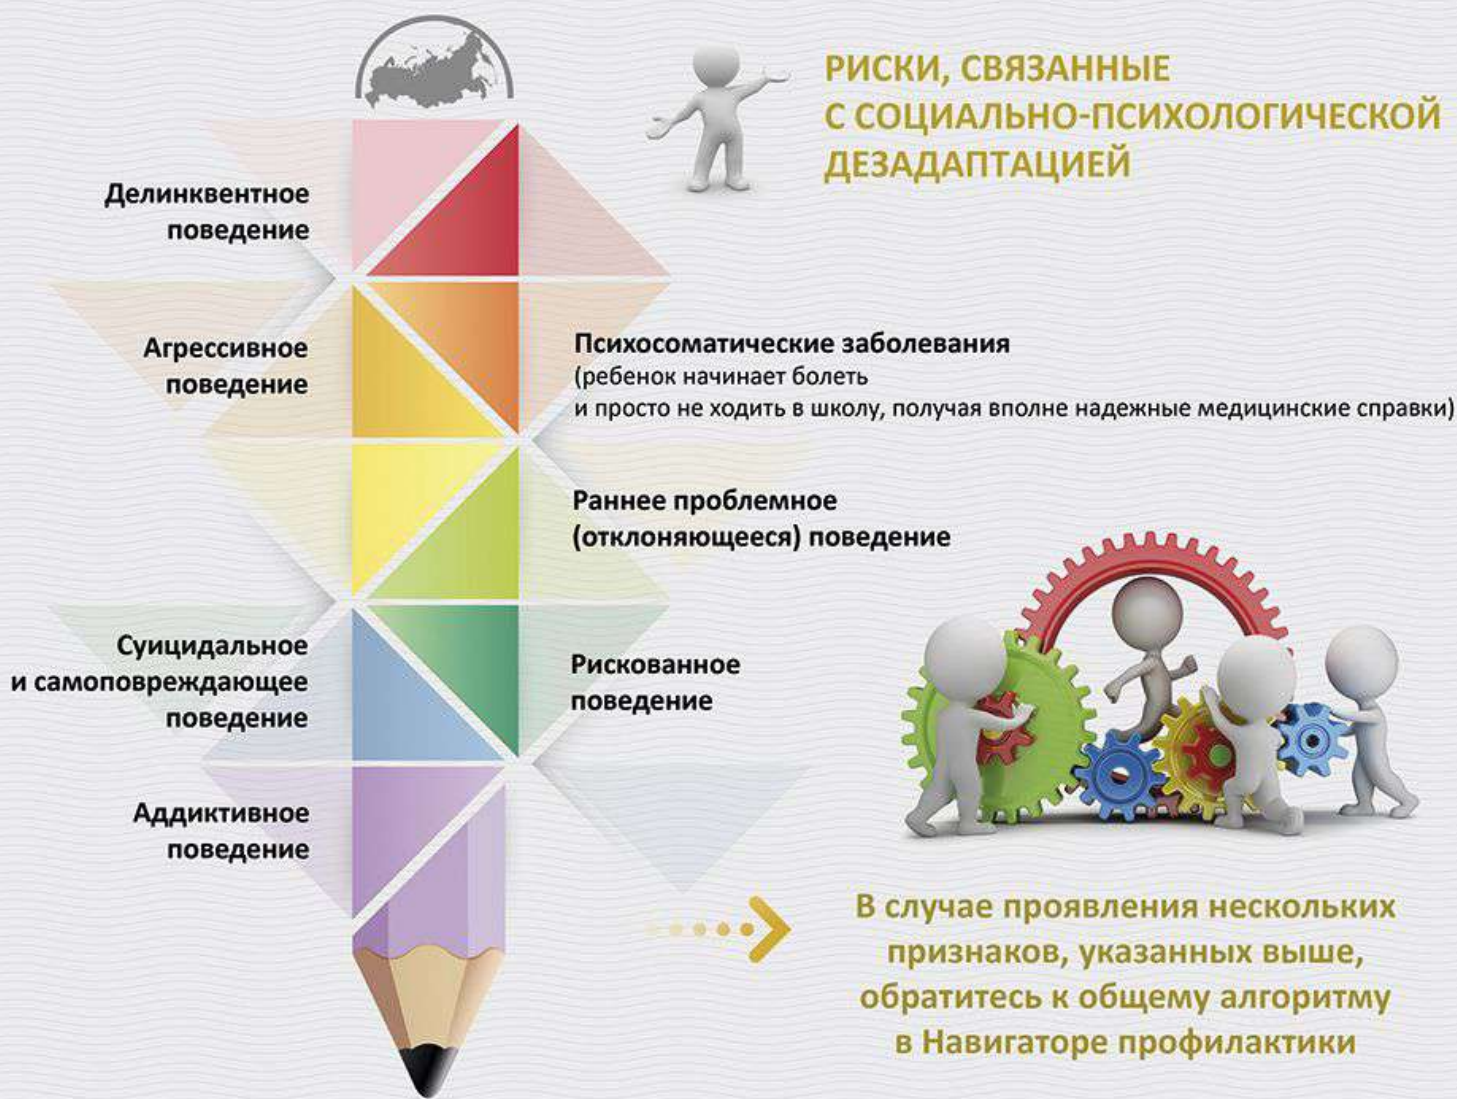 РИСКИ, СВЯЗАННЫЕ
С СОЦИАЛЬНО-ПСИХОЛОГИЧЕСКОЙ
ДЕЗАДАПТАЦИЕЙ
Делинквентное
поведение
Агрессивное
поведение
Психосоматические заболевания
(ребенок начинает болеть
и просто не ходить в школу, получая вполне надежные медицинские справки)
Раннее проблемное
(отклоняющееся) поведение
Суицидальное
и самоповреждающее
поведение
Рискованное
поведение
Аддиктивное
поведение
В случае проявления нескольких
признаков, указанных выше,
обратитесь к общему алгоритму
в Навигаторе профилактики